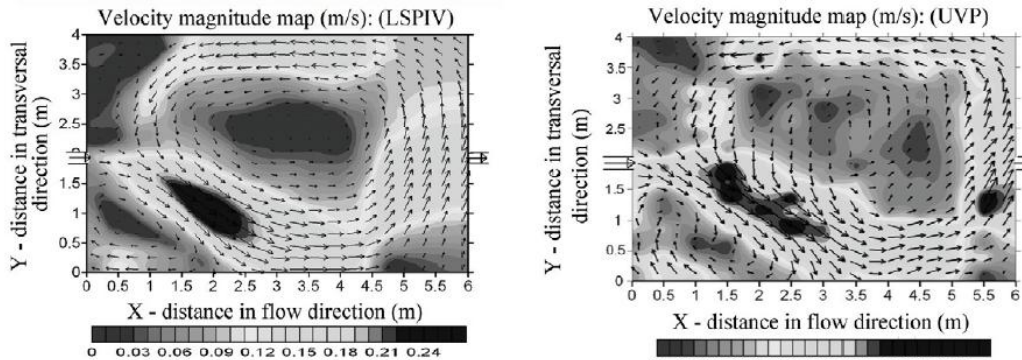 Velocity magnitude map (m/s): (LSPIV)
4
3.5
3
2.5
2
1.5
1
0.5
0
Y - distance in transversal
direction (m)
0 0.5 1 1.5 2 2.5 3 3.5 4 4.5 5 5.5 6
X - distance in flow direction (m)
0 0.03 0.06 0.09 0.12 0.15 0.18 0.21 0.24
Velocity magnitude map (m/s): (UVP)
4
3.5
3
2.5
2
1.5
1
0.5
0
Y - distance in transversal
direction (m)
0 0.5 1 1.5 2 2.5 3 3.5 4 4.5 5 5.5 6
X - distance in flow direction (m)